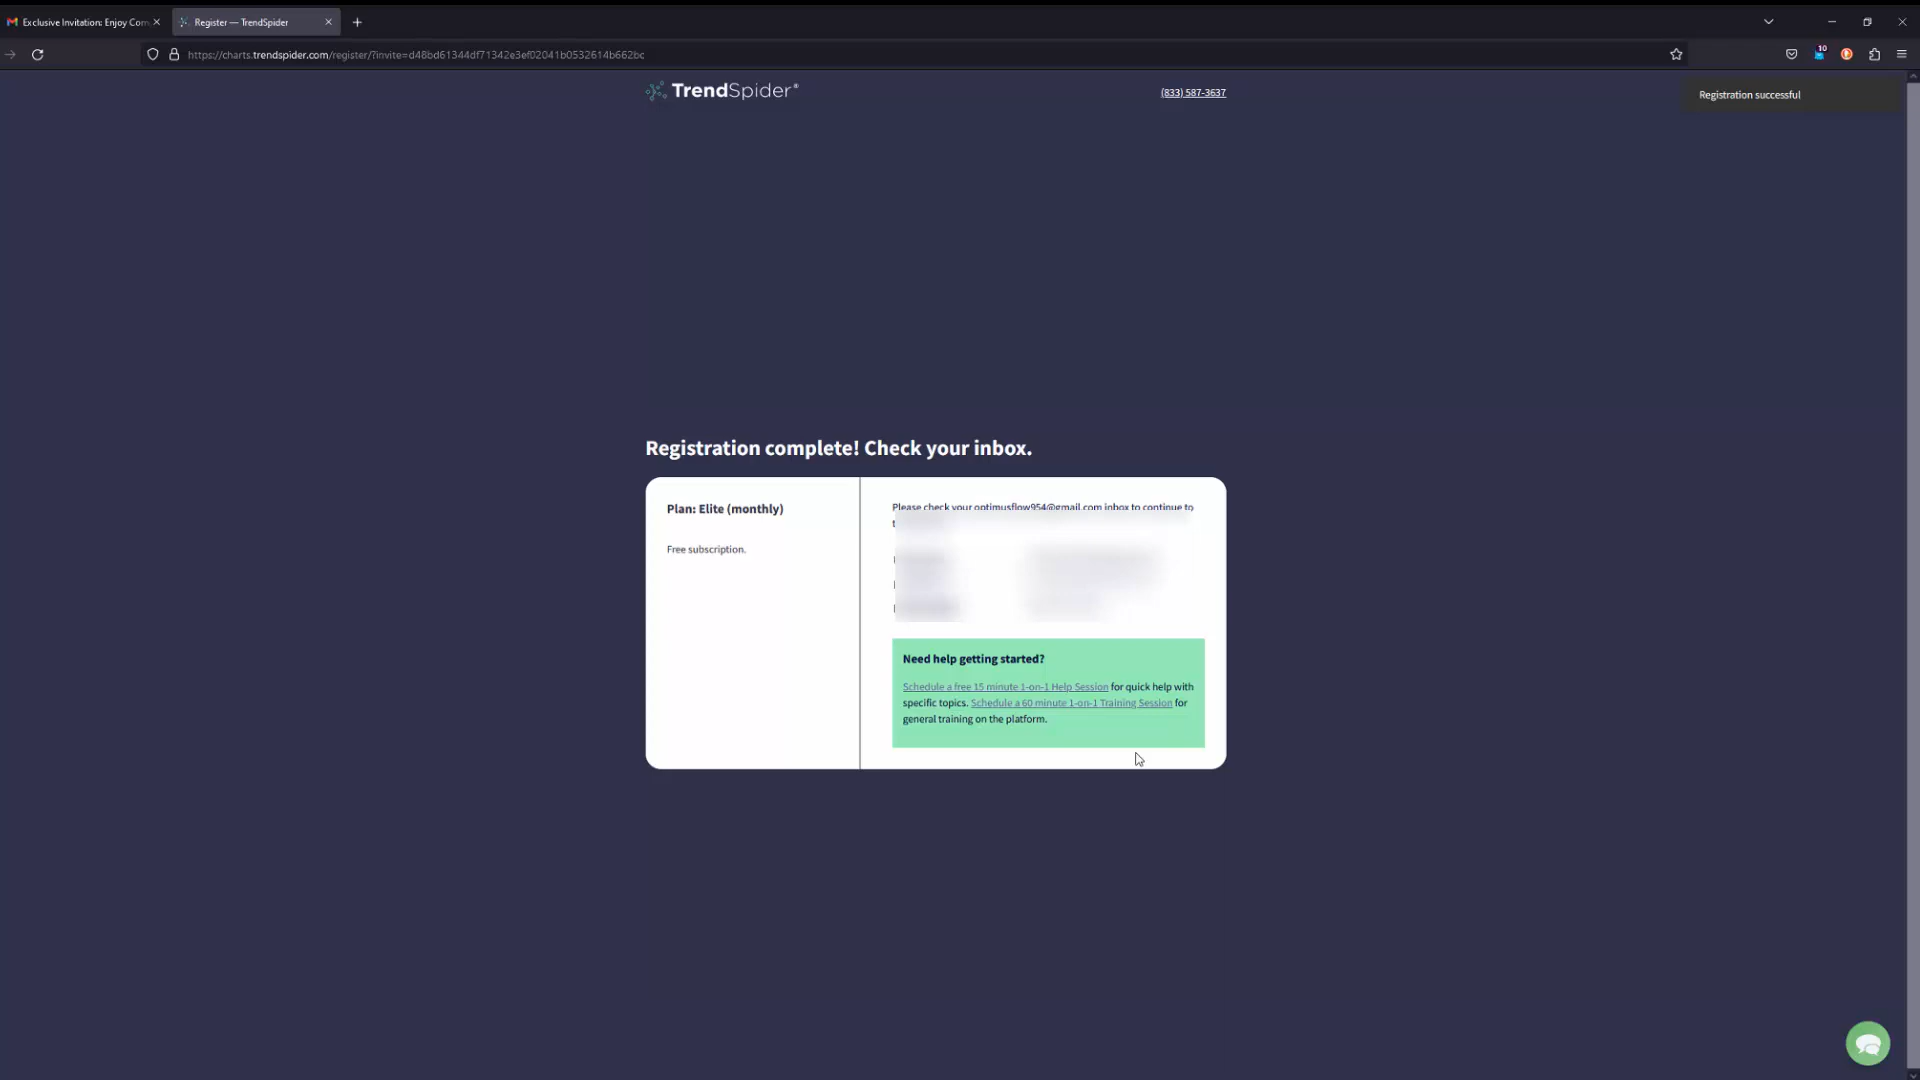 Exclusive Invitation: Enjoy Com
Register — TrendSpider
https://charts.trendspider.com/register/?invite=d48bd61344df71342e3ef02041b0532614b662bc
10
TrendSpider®
(833) 587-3637
Registration successful
Registration complete! Check your inbox.
Plan: Elite (monthly)
Free subscription.
Please check your optimusflow954@gmail.com inbox to continue to
Need help getting started?
Schedule a free 15 minute 1-on-1 Help Session for quick help with
specific topics. Schedule a 60 minute 1-on-1 Training Session for
general training on the platform.